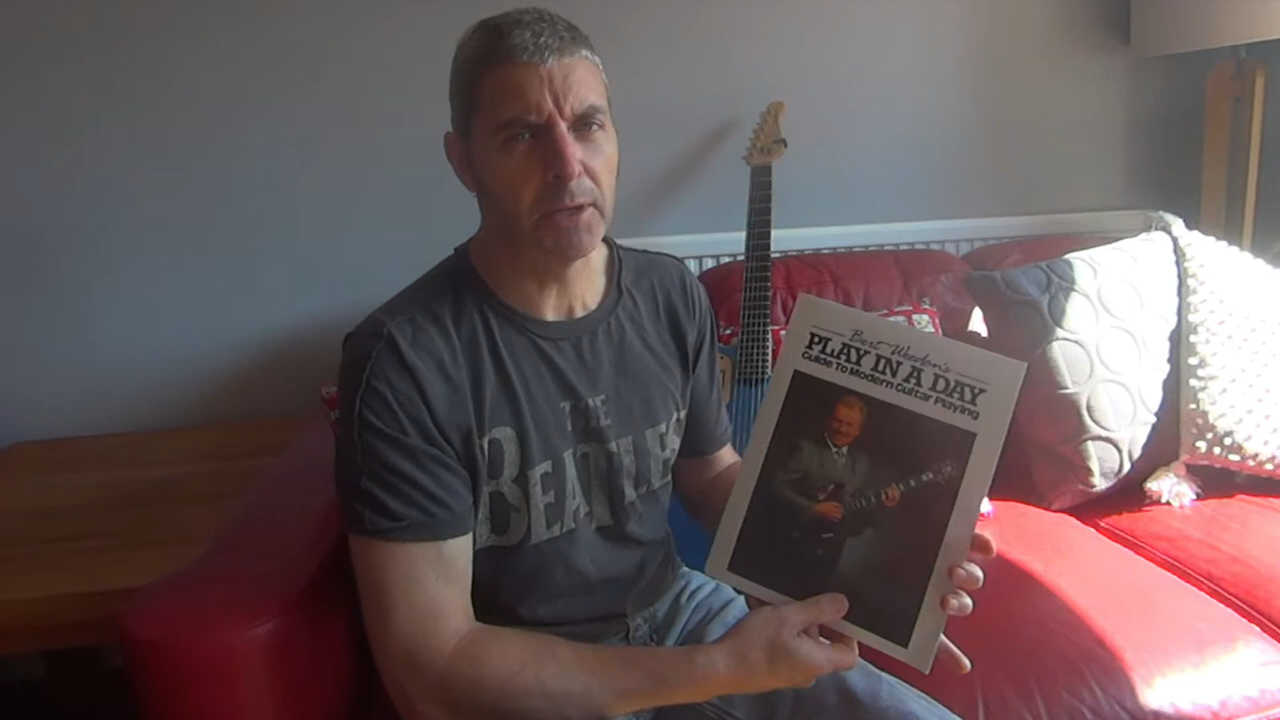 THE
BEATLES
Bert Weedon's
PLAY IN A DAY
Guide To Modern Guitar Playing